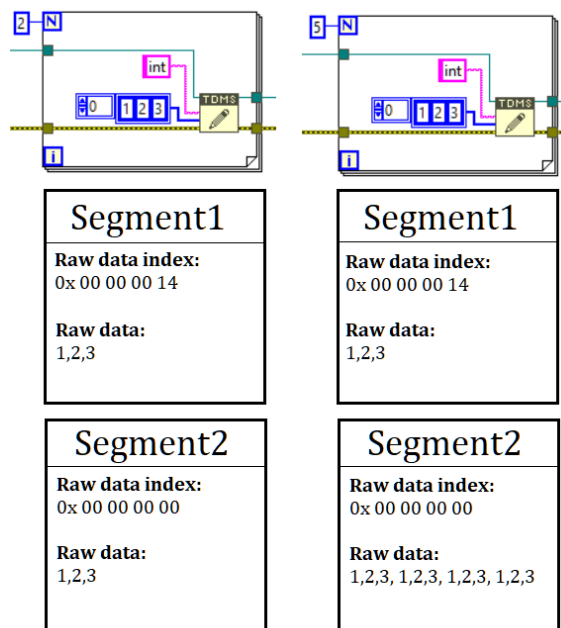 2 N
int
TDMS
0 1 2 3
i
5 N
int
TDMS
0 1 2 3
i
Segment1
Raw data index:
0x 00 00 00 14
Raw data:
1,2,3
Segment1
Raw data index:
0x 00 00 00 14
Raw data:
1,2,3
Segment2
Raw data index:
0x 00 00 00 00
Raw data:
1,2,3
Segment2
Raw data index:
0x 00 00 00 00
Raw data:
1,2,3, 1,2,3, 1,2,3, 1,2,3